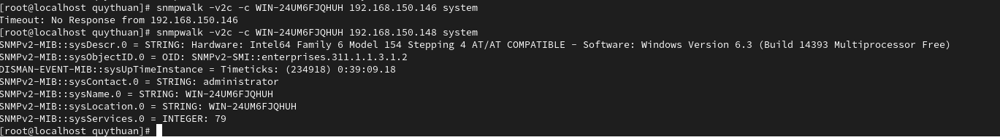 [root@localhost quythuan]# snmpwalk -v2c -c WIN-24UM6FJQHUH 192.168.150.146 system
Timeout: No Response from 192.168.150.146
[root@localhost quythuan]# snmpwalk -v2c -c WIN-24UM6FJQHUH 192.168.150.148 system
SNMPv2-MIB::sysDescr.0 = STRING: Hardware: Intel64 Family 6 Model 154 Stepping 4 AT/AT COMPATIBLE - Software: Windows Version 6.3 (Build 14393 Multiprocessor Free)
SNMPv2-MIB::sysObjectID.0 = OID: SNMPv2-SMI::enterprises.311.1.1.3.1.2
DISMAN-EVENT-MIB::sysUpTimeInstance = Timeticks: (234918) 0:39:09.18
SNMPv2-MIB::sysContact.0 = STRING: administrator
SNMPv2-MIB::sysName.0 = STRING: WIN-24UM6FJQHUH
SNMPv2-MIB::sysLocation.0 = STRING: WIN-24UM6FJQHUH
SNMPv2-MIB::sysServices.0 = INTEGER: 79
[root@localhost quythuan]#